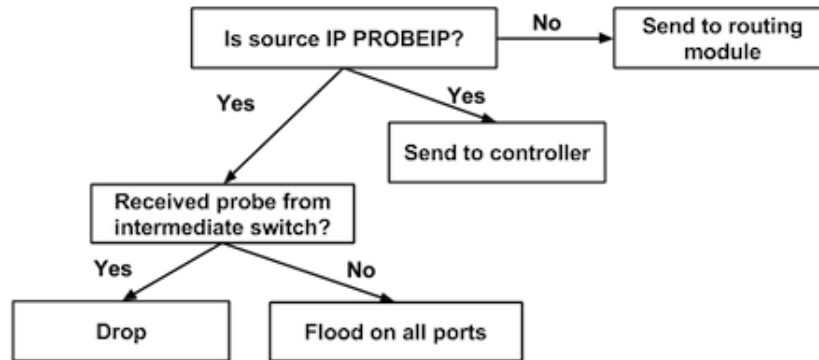 Is source IP PROBEIP?
No
Send to routing
module
Yes
Yes
Send to controller
Received probe from
intermediate switch?
Yes
No
Drop
Flood on all ports